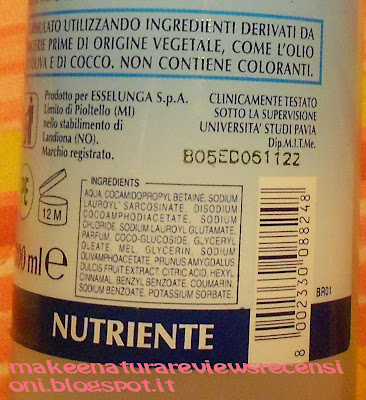 FORMULATO UTILIZZANDO INGREDIENTI DERIVATI DA
MATERIE PRIME DI ORIGINE VEGETALE, COME L'OLIO
D'OLIVA E DI COCCO. NON CONTIENE COLORANTI.
Prodotto per ESSELUNGA S.p.A.
Limito di Pioltello (MI)
nello stabilimento di
Landiona (NO).
Marchio registrato.
CLINICAMENTE TESTATO
SOTTO LA SUPERVISIONE
UNIVERSITA' STUDI PAVIA
Dip.M.I.T.Me.
B05ED061122
PE
12 M
INGREDIENTS
AQUA, COCAMIDOPROPYL BETAINE, SODIUM
LAUROYL SARCOSINATE, DISODIUM
COCOAMPHODIACETATE, SODIUM
CHLORIDE, SODIUM LAUROYL GLUTAMATE,
PARFUM, COCO-GLUCOSIDE, GLYCERYL
OLEATE MEL GLYCERIN, SODIUM
OLIVAMPHOACETATE, PRUNUS AMYGDALUS
DULCIS FRUIT EXTRACT, CITRIC ACID, HEXYL
CINNAMAL, BENZYL BENZOATE, COUMARIN,
SODIUM BENZOATE, POTASSIUM SORBATE.
ml e
8 002330 088248
BR01
NUTRIENTE
makeenaturareviewsrecensi
oni.blogspot.it